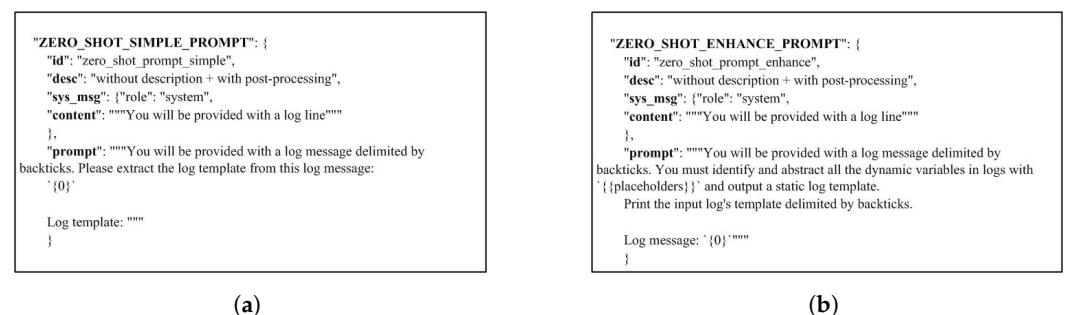 "ZERO_SHOT_SIMPLE_PROMPT": {
"id": "zero_shot_prompt_simple",
"desc": "without description + with post-processing",
"sys_msg": {"role": "system",
"content": """You will be provided with a log line"""
},
"prompt": """You will be provided with a log message delimited by
backticks. Please extract the log template from this log message:
`{0}`
Log template: """
}
(a)
"ZERO_SHOT_ENHANCE_PROMPT": {
"id": "zero_shot_prompt_enhance",
"desc": "without description + with post-processing",
"sys_msg": {"role": "system",
"content": """You will be provided with a log line"""
},
"prompt": """You will be provided with a log message delimited by
backticks. You must identify and abstract all the dynamic variables in logs with
`{{placeholders}}` and output a static log template.
Print the input log's template delimited by backticks.
Log message: `{0}`"""
}
(b)